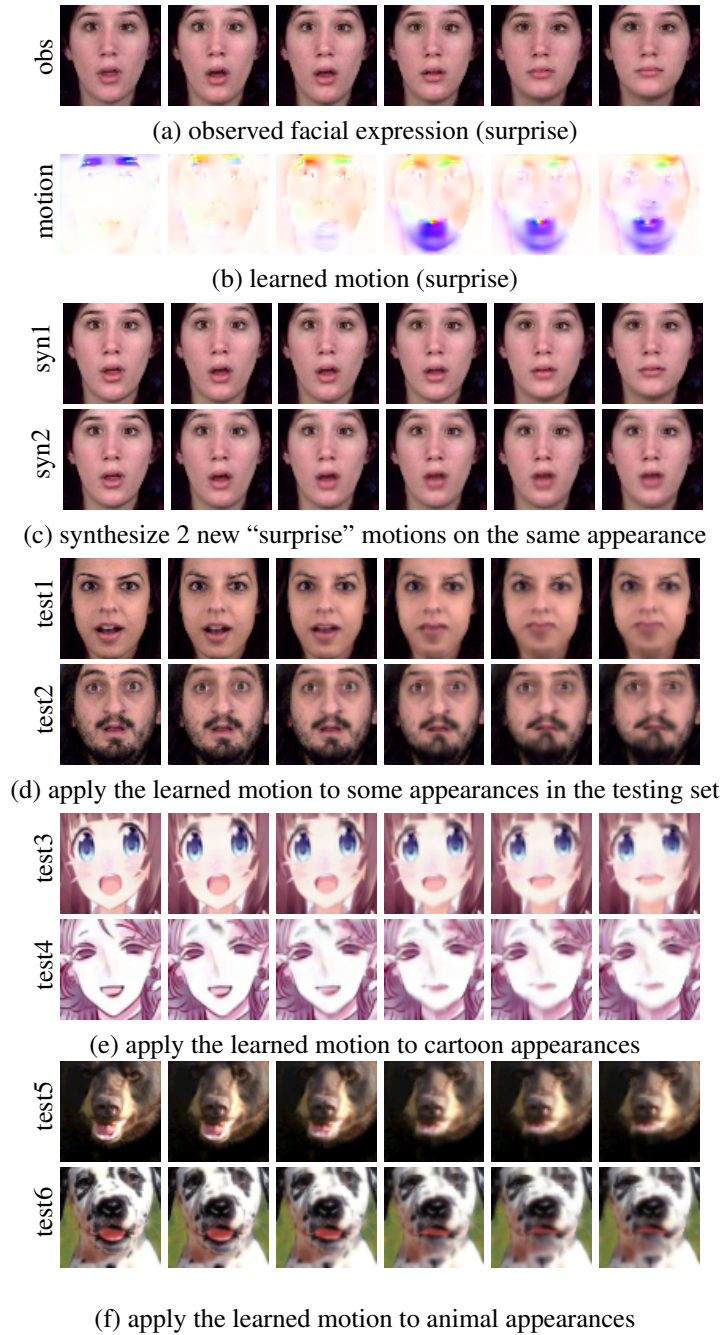 obs
(a) observed facial expression (surprise)
motion
(b) learned motion (surprise)
syn1
syn2
(c) synthesize 2 new “surprise” motions on the same appearance
test1
test2
(d) apply the learned motion to some appearances in the testing set
test3
test4
(e) apply the learned motion to cartoon appearances
test5
test6
(f) apply the learned motion to animal appearances